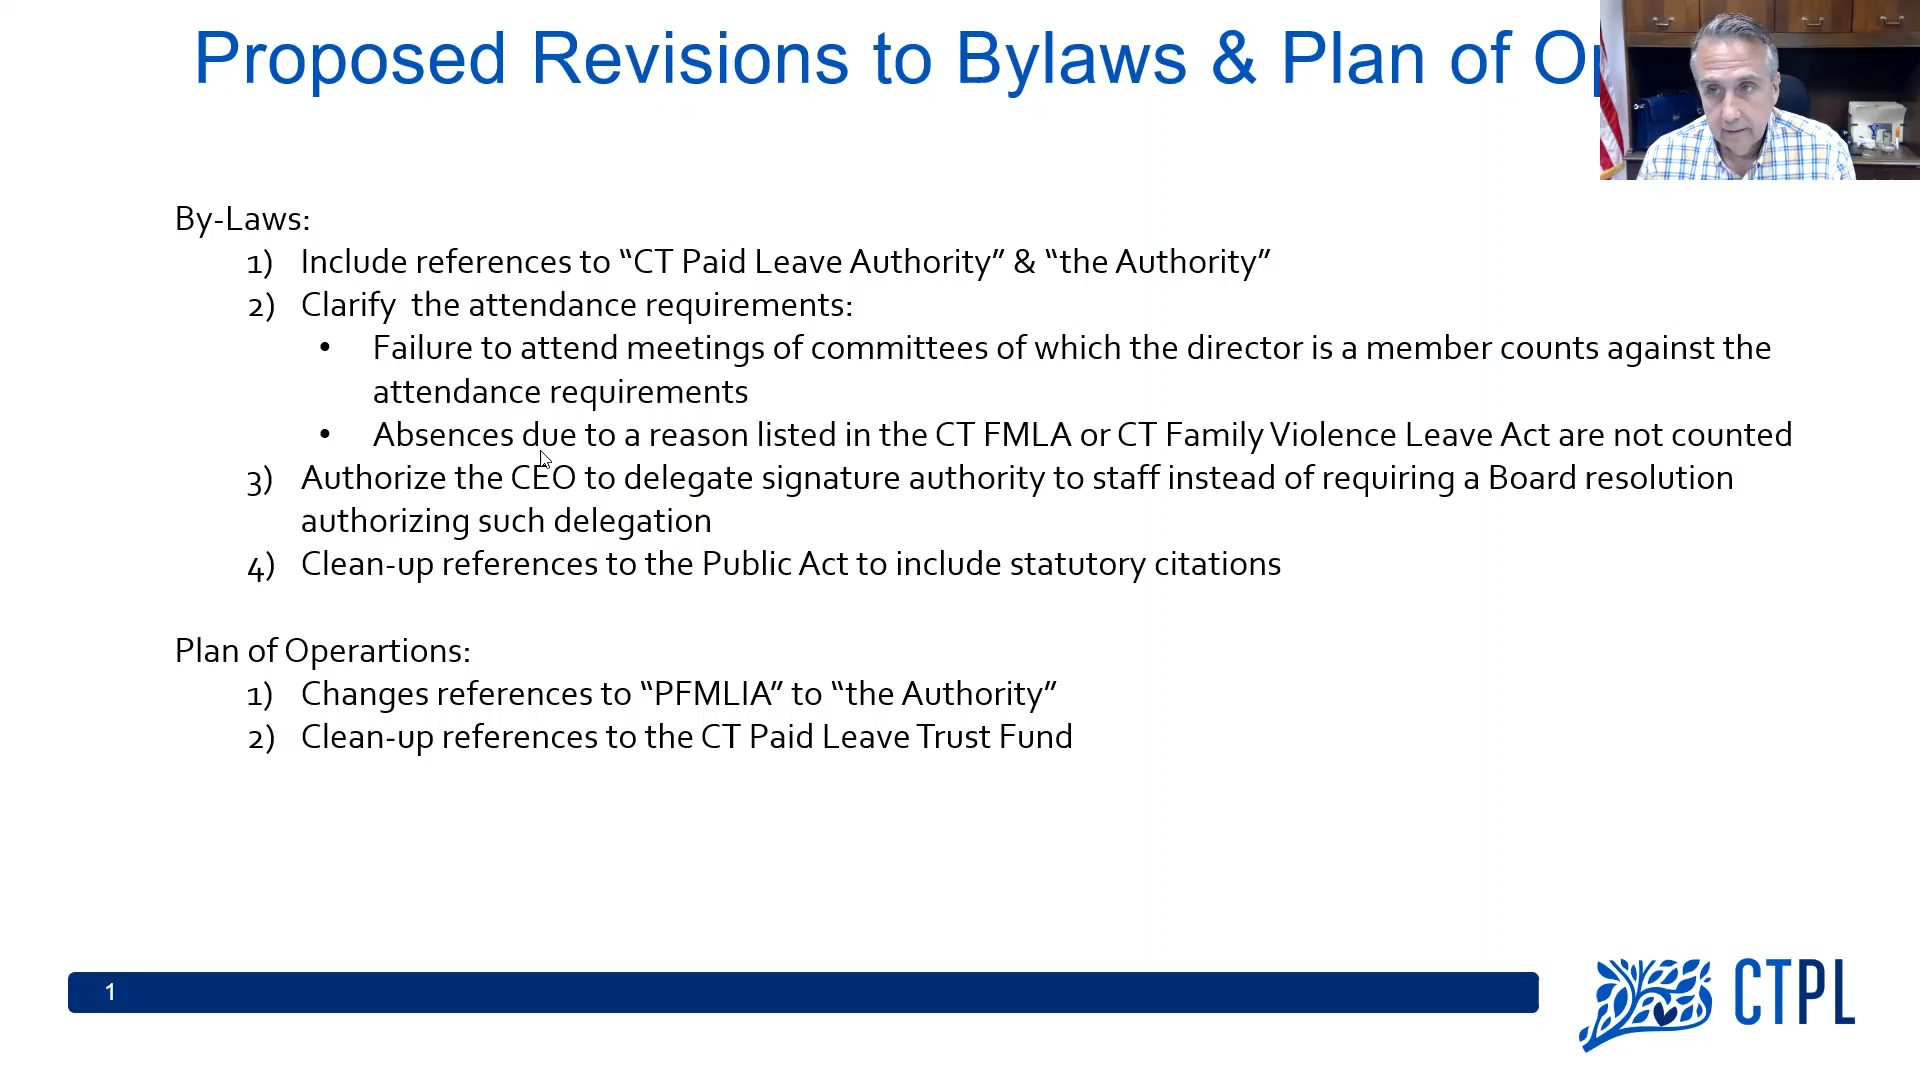 Proposed Revisions to Bylaws & Plan of Op
By-Laws:
1) Include references to “CT Paid Leave Authority” & “the Authority”
2) Clarify the attendance requirements:
• Failure to attend meetings of committees of which the director is a member counts against the
attendance requirements
• Absences due to a reason listed in the CT FMLA or CT Family Violence Leave Act are not counted
3) Authorize the CEO to delegate signature authority to staff instead of requiring a Board resolution
authorizing such delegation
4) Clean-up references to the Public Act to include statutory citations
Plan of Operartions:
1) Changes references to “PFMLIA” to “the Authority”
2) Clean-up references to the CT Paid Leave Trust Fund
1
CTPL